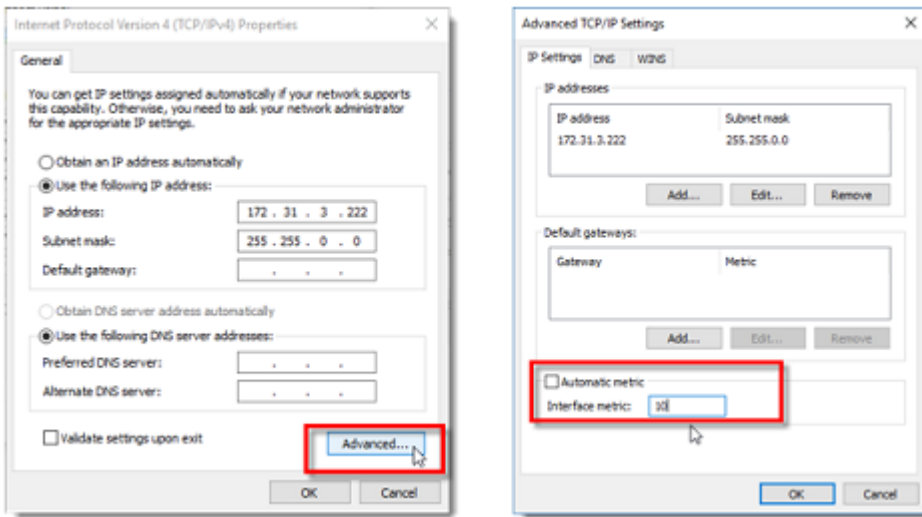 Internet Protocol Version 4 (TCP/IPv4) Properties
General
You can get IP settings assigned automatically if your network supports
this capability. Otherwise, you need to ask your network administrator
for the appropriate IP settings.
Obtain an IP address automatically
Use the following IP address:
IP address:
172 . 31 . 3 . 222
Subnet mask:
255 . 255 . 0 . 0
Default gateway:
. . .
Obtain DNS server address automatically
Use the following DNS server addresses:
Preferred DNS server:
. . .
Alternate DNS server:
. . .
Validate settings upon exit
Advanced...
OK Cancel
Advanced TCP/IP Settings
IP Settings DNS WINS
IP addresses
IP address Subnet mask
172.31.3.222 255.255.0.0
Add... Edit... Remove
Default gateways:
Gateway Metric
Add... Edit... Remove
Automatic metric
Interface metric: 10
OK Cancel